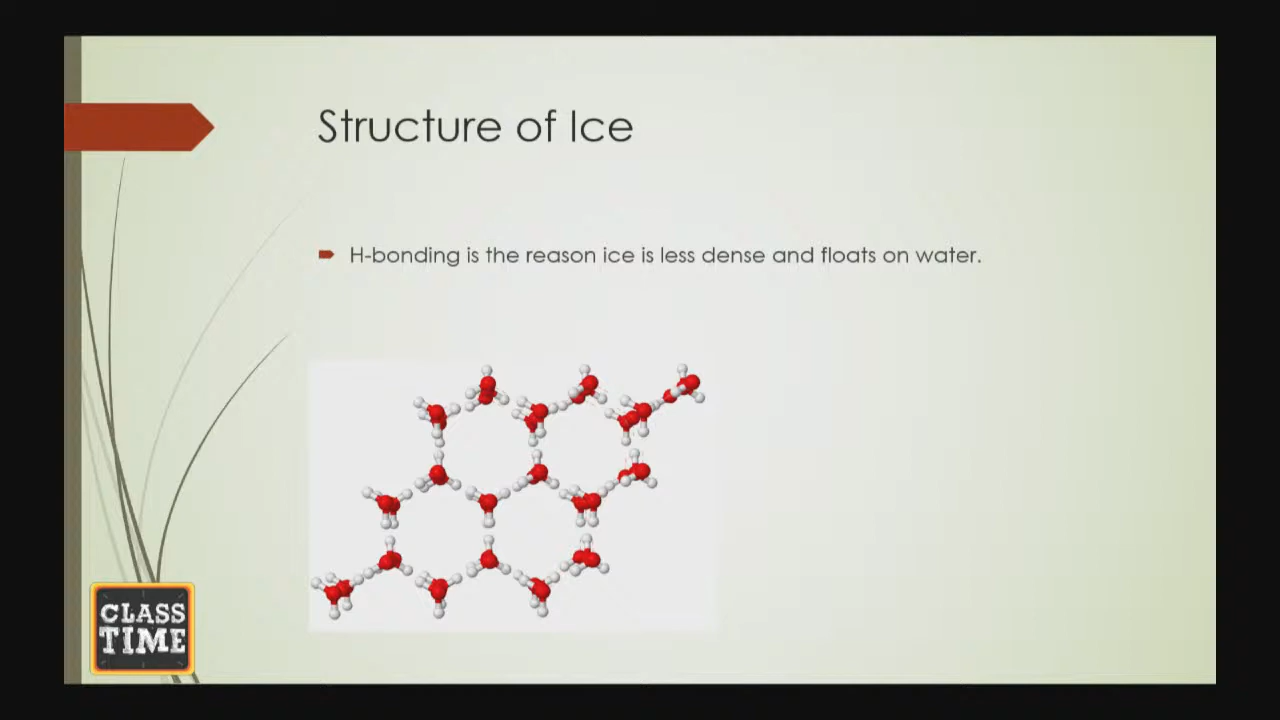 Structure of Ice
H-bonding is the reason ice is less dense and floats on water.
CLASS
TIME